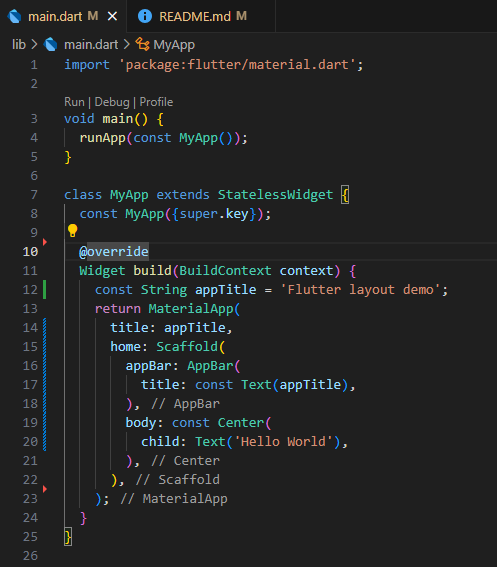 main.dart M README.md M
lib > main.dart > MyApp
1 import 'package:flutter/material.dart';
2
Run | Debug | Profile
3 void main() {
4   runApp(const MyApp());
5 }
6
7 class MyApp extends StatelessWidget {
8   const MyApp({super.key});
9
10   @override
11   Widget build(BuildContext context) {
12     const String appTitle = 'Flutter layout demo';
13     return MaterialApp(
14       title: appTitle,
15       home: Scaffold(
16         appBar: AppBar(
17           title: const Text(appTitle),
18         ), // AppBar
19         body: const Center(
20           child: Text('Hello World'),
21         ), // Center
22       ), // Scaffold
23     ); // MaterialApp
24   }
25 }
26